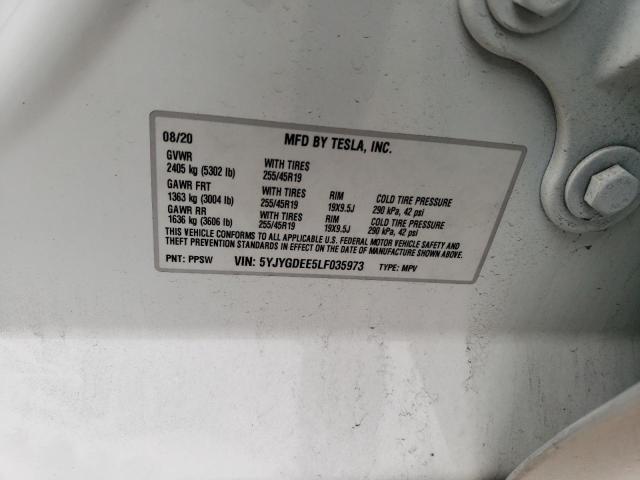 08/20 MFD BY TESLA, INC.
GVWR
2405 kg (5302 lb) WITH TIRES 255/45R19
GAWR FRT
1363 kg (3004 lb) WITH TIRES 255/45R19 RIM 19X9.5J COLD TIRE PRESSURE 290 kPa, 42 psi
GAWR RR
1636 kg (3606 lb) WITH TIRES 255/45R19 RIM 19X9.5J COLD TIRE PRESSURE 290 kPa, 42 psi
THIS VEHICLE CONFORMS TO ALL APPLICABLE U.S. FEDERAL MOTOR VEHICLE SAFETY AND
THEFT PREVENTION STANDARDS IN EFFECT ON THE DATE OF MANUFACTURE SHOWN ABOVE.
PNT: PPSW VIN: 5YJYGDEE5LF035973 TYPE: MPV